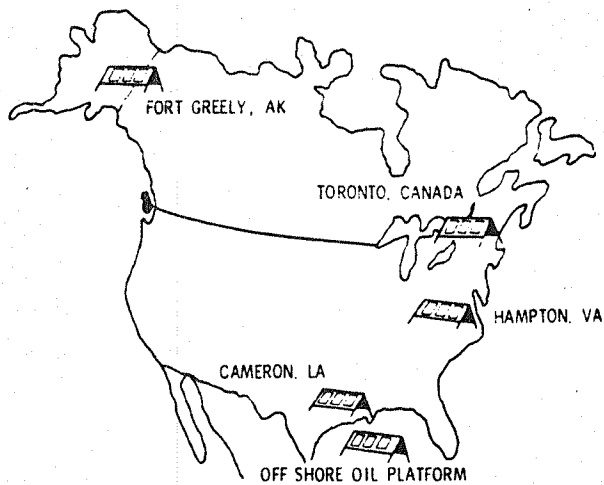 FORT GREELY, AK
TORONTO, CANADA
HAMPTON, VA
CAMERON, LA
OFF SHORE OIL PLATFORM